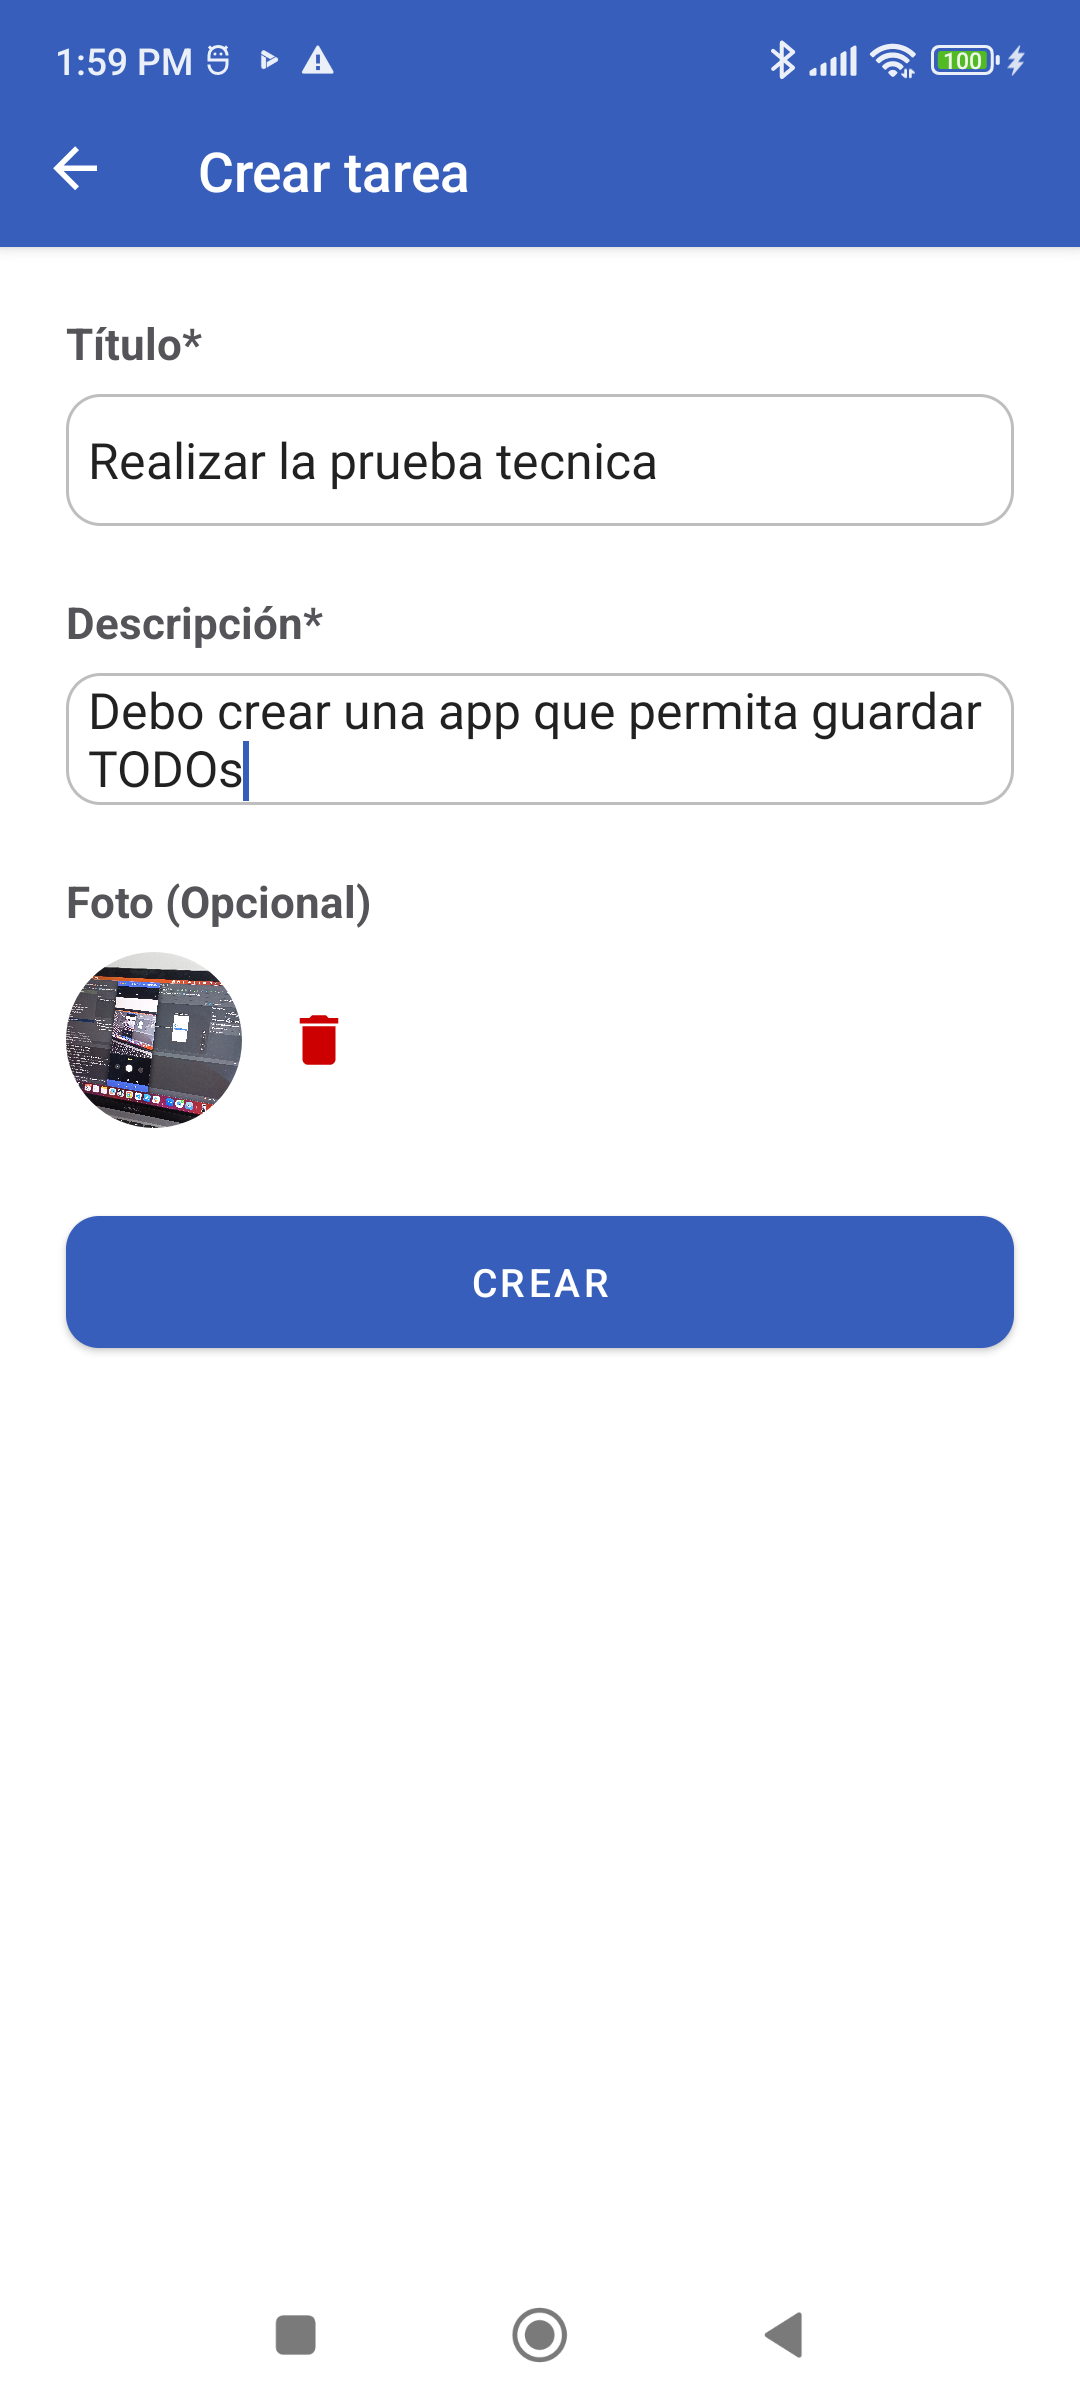 1:59 PM
100
Crear tarea
Título*
Realizar la prueba tecnica
Descripción*
Debo crear una app que permita guardar
TODOs
Foto (Opcional)
CREAR